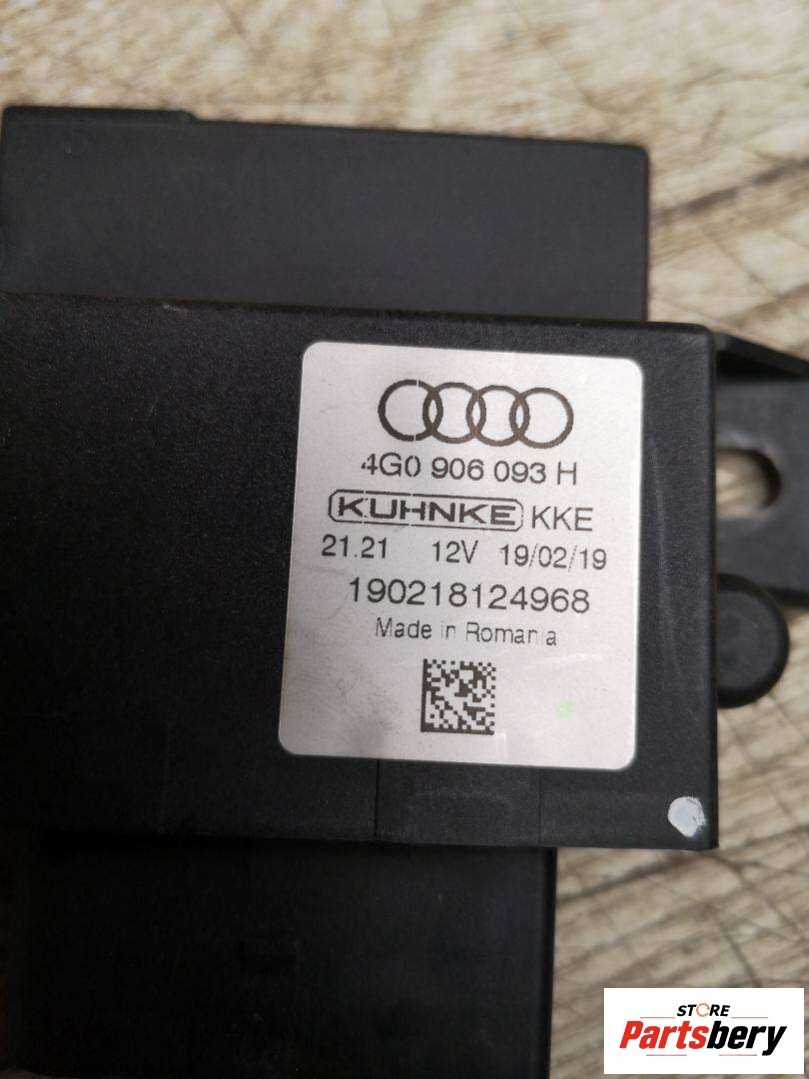 4G0 906 093 H
KUHNKE KKE
21.21 12V 19/02/19
190218124968
Made in Romania
STORE
Partsbery